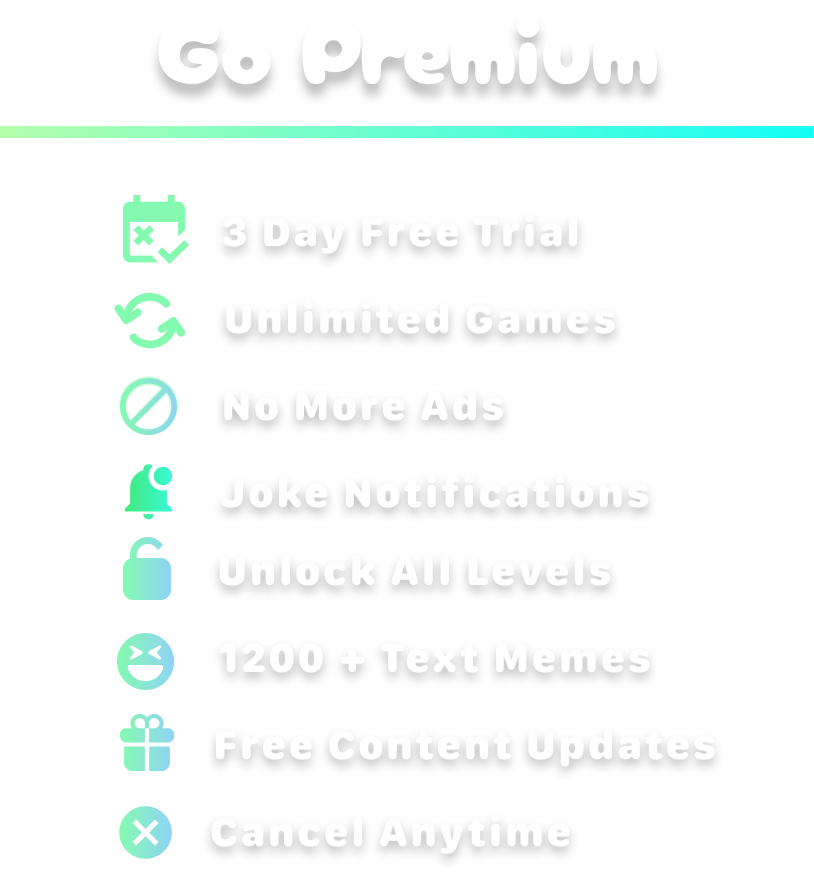 Go Premium
3 Day Free Trial
Unlimited Games
No More Ads
Joke Notifications
Unlock All Levels
1200 + Text Memes
Free Content Updates
Cancel Anytime